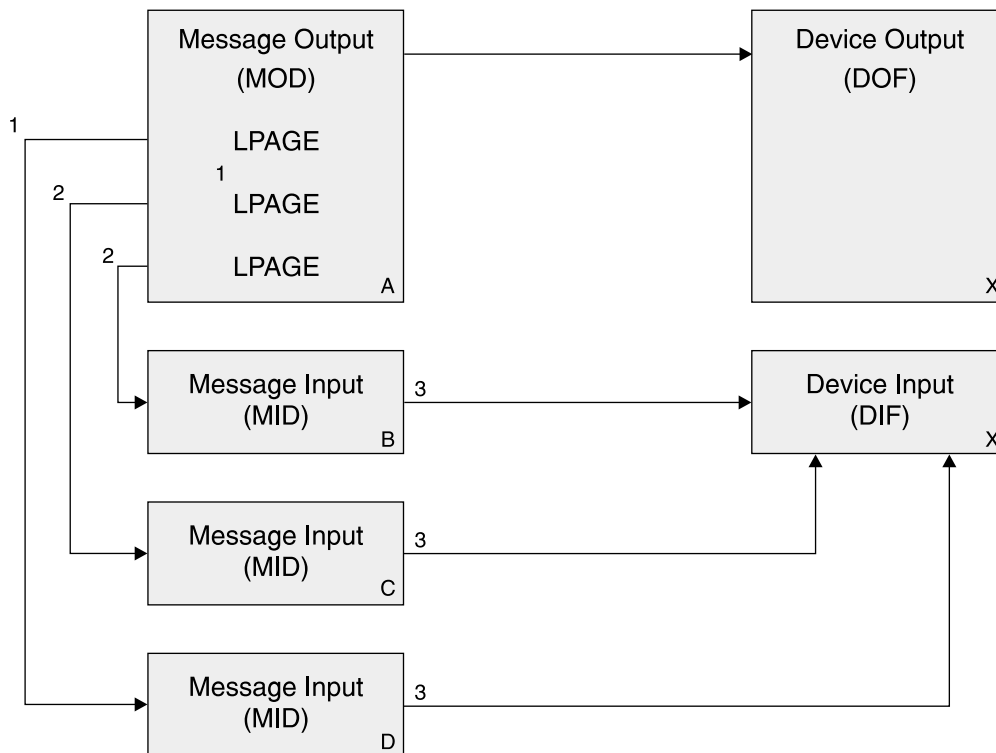 Message Output
(MOD)
Device Output
(DOF)
1
LPAGE
1
2
LPAGE
2
LPAGE
A
X
Message Input
(MID)
B
3
Device Input
(DIF)
X
Message Input
(MID)
C
3
Message Input
(MID)
D
3